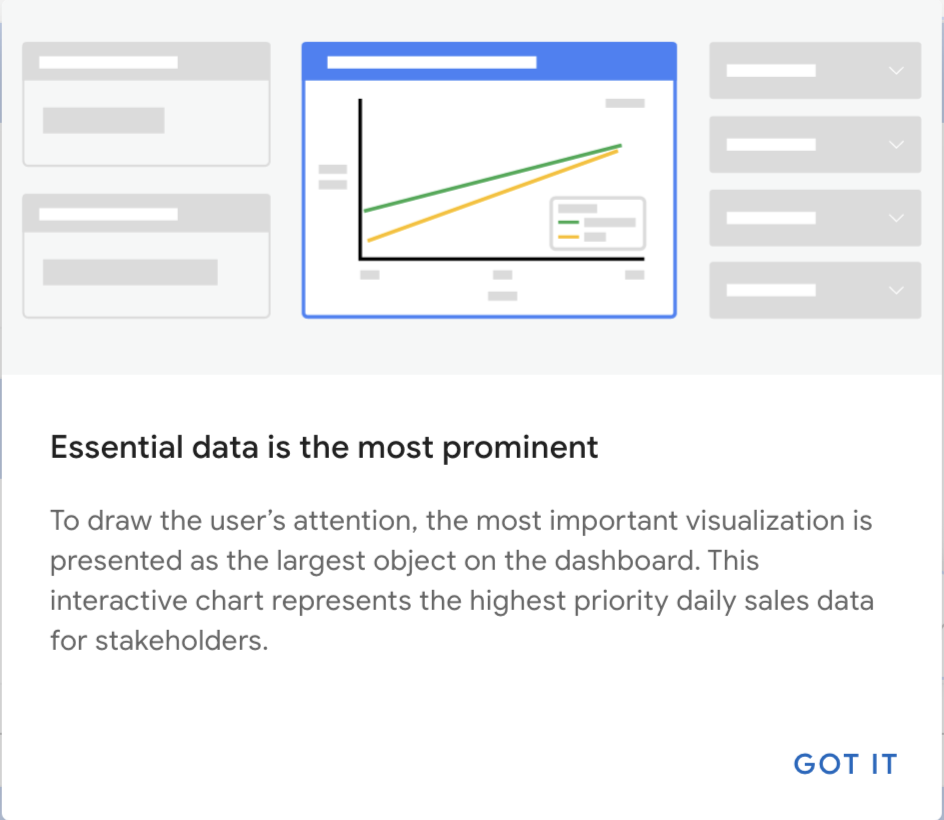 Essential data is the most prominent
To draw the user’s attention, the most important visualization is
presented as the largest object on the dashboard. This
interactive chart represents the highest priority daily sales data
for stakeholders.
GOT IT